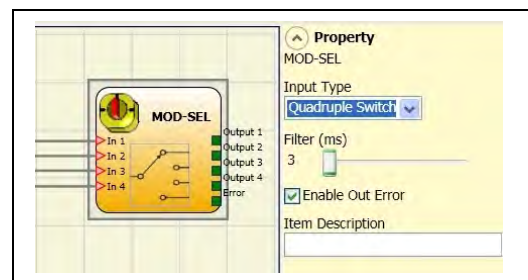 MOD-SEL
In 1
In 2
In 3
In 4
Output 1
Output 2
Output 3
Output 4
Error
Property
MOD-SEL
Input Type
Quadruple Switch
Filter (ms)
3
Enable Out Error
Item Description